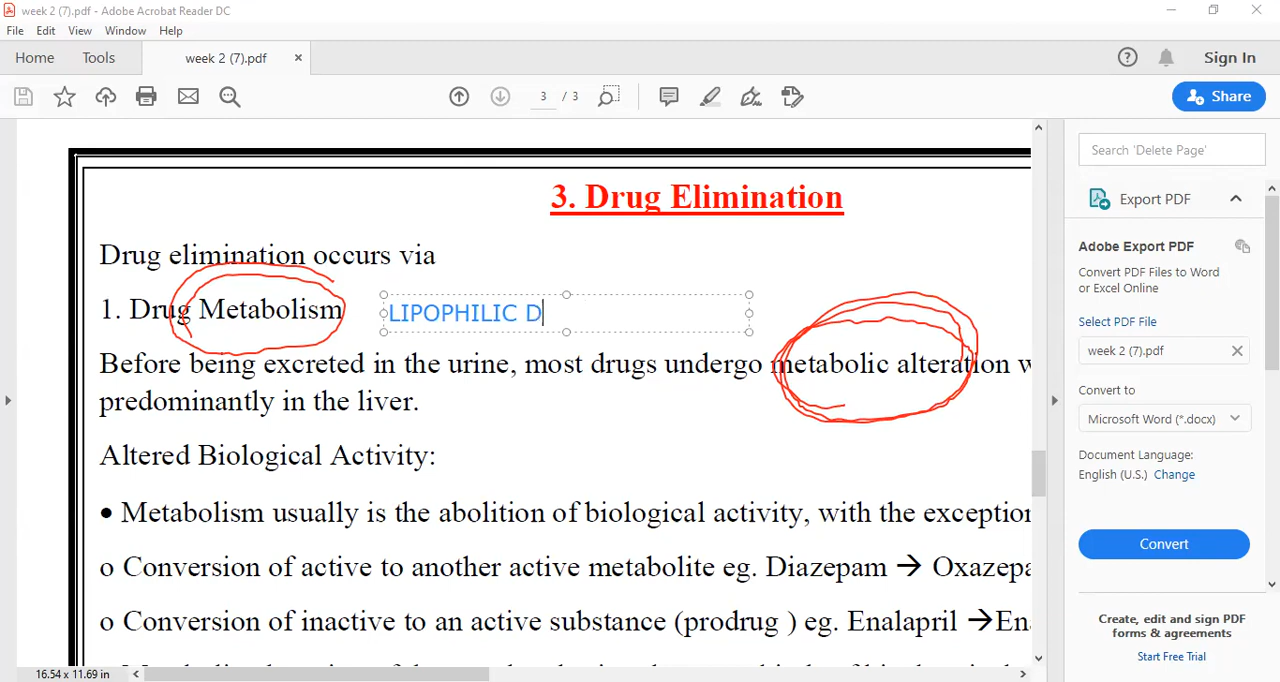 week 2 (7).pdf - Adobe Acrobat Reader DC
File Edit View Window Help
Home Tools week 2 (7).pdf × Sign In
3 / 3 Share
3. Drug Elimination
Drug elimination occurs via
1. Drug Metabolism LIPOPHILIC D
Before being excreted in the urine, most drugs undergo metabolic alteration w
predominantly in the liver.
Altered Biological Activity:
• Metabolism usually is the abolition of biological activity, with the exception
o Conversion of active to another active metabolite eg. Diazepam → Oxazepa
o Conversion of inactive to an active substance (prodrug ) eg. Enalapril →Ena
16.54 x 11.69 in
Search 'Delete Page'
Export PDF
Adobe Export PDF
Convert PDF Files to Word
or Excel Online
Select PDF File
week 2 (7).pdf
Convert to
Microsoft Word (*.docx)
Document Language:
English (U.S.) Change
Convert
Create, edit and sign PDF
forms & agreements
Start Free Trial